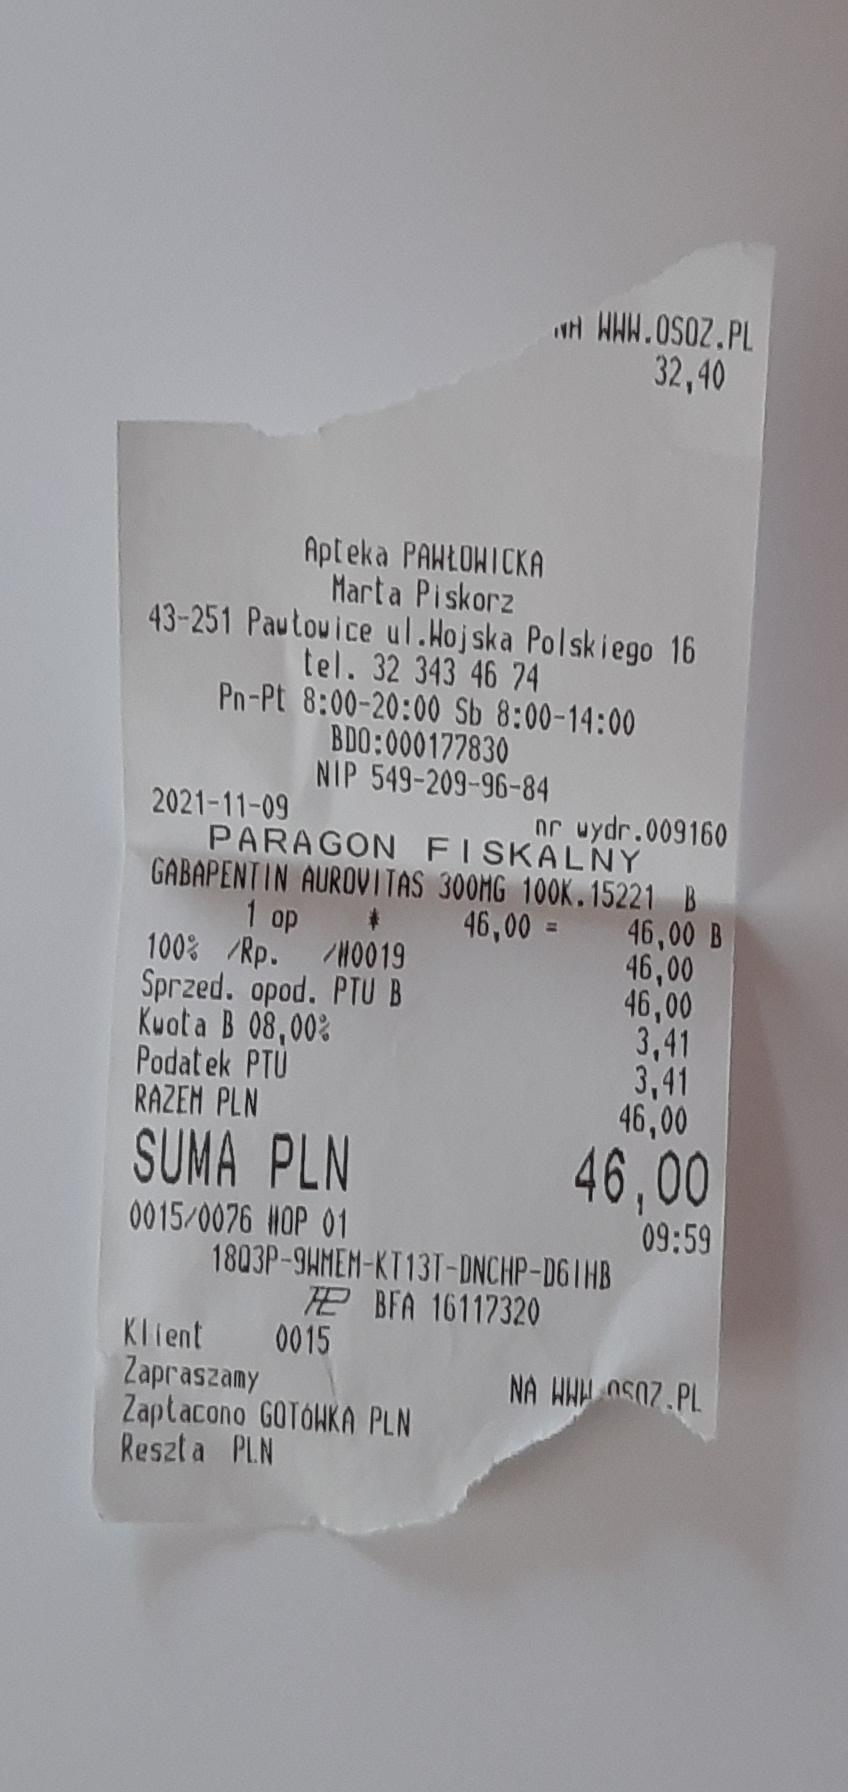 NA WWW.OSOZ.PL
32,40
Apteka PAWŁOWICKA
Marta Piskorz
43-251 Pawłowice ul.Wojska Polskiego 16
tel. 32 343 46 74
Pn-Pt 8:00-20:00 Sb 8:00-14:00
BDO:000177830
NIP 549-209-96-84
2021-11-09 nr wydr.009160
PARAGON FISKALNY
GABAPENTIN AUROVITAS 300MG 100K.15221 B
1 op * 46,00 = 46,00 B
100% /Rp. /#0019 46,00
Sprzed. opod. PTU B 46,00
Kwota B 08,00% 3,41
Podatek PTU 3,41
RAZEM PLN 46,00
SUMA PLN 46,00
0015/0076 #OP 01 09:59
18Q3P-9WMEM-KT13T-DNCHP-D6IHB
BFA 16117320
Klient 0015
Zapraszamy NA WWW.OSOZ.PL
Zapłacono GOTÓWKA PLN
Reszta PLN